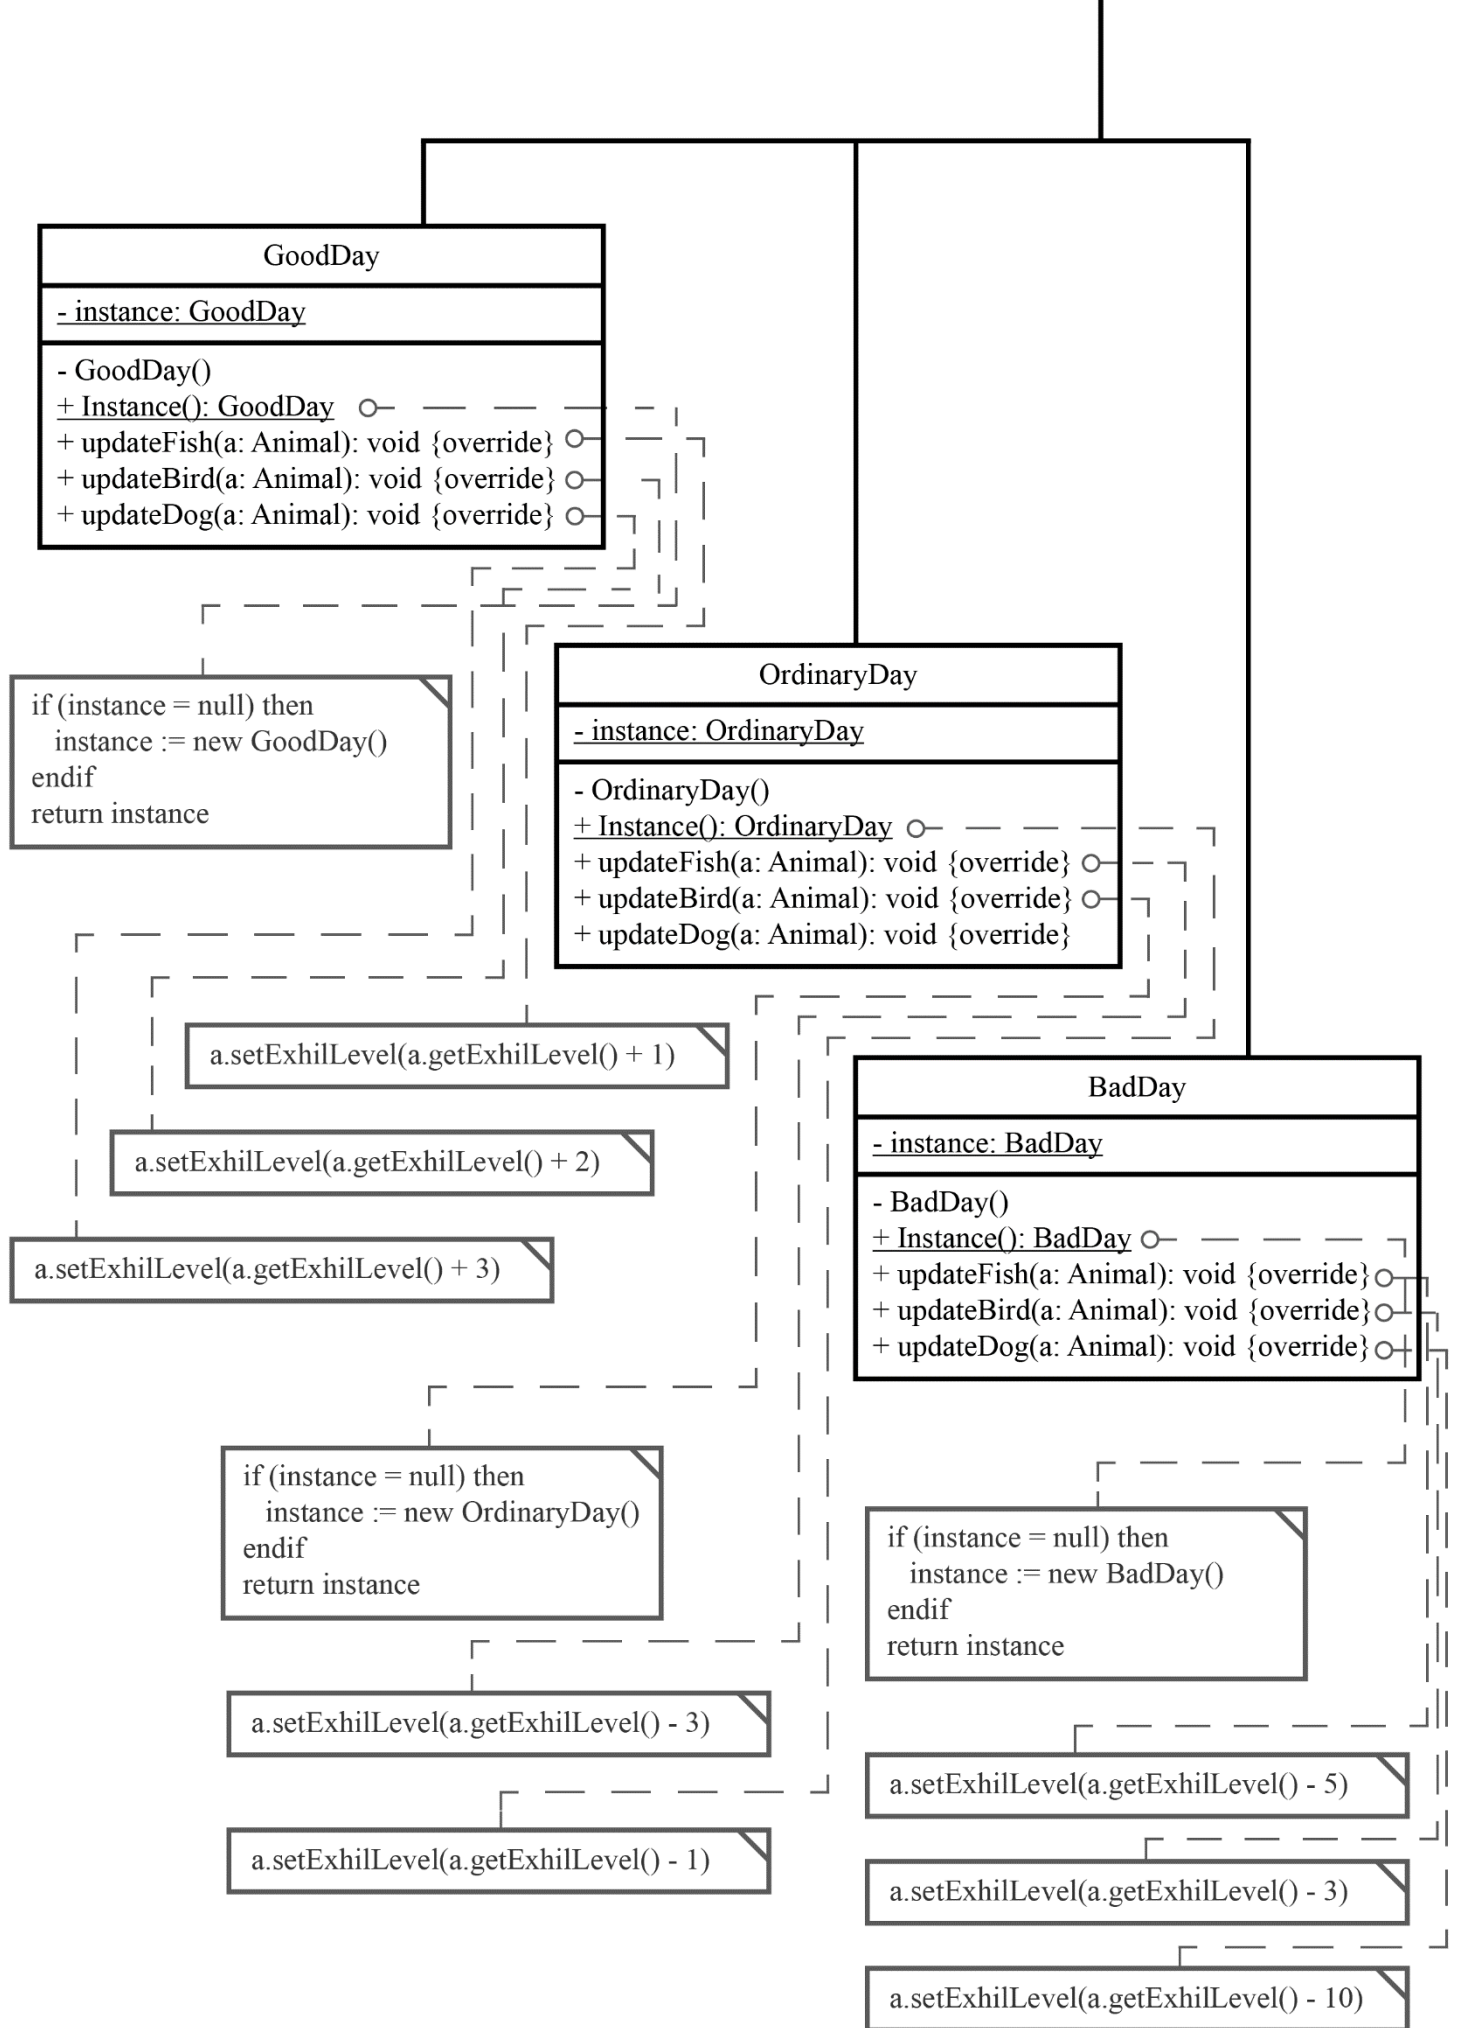 GoodDay
- instance: GoodDay
- GoodDay()
+ Instance(): GoodDay
+ updateFish(a: Animal): void {override}
+ updateBird(a: Animal): void {override}
+ updateDog(a: Animal): void {override}
if (instance = null) then
instance := new GoodDay()
endif
return instance
OrdinaryDay
- instance: OrdinaryDay
- OrdinaryDay()
+ Instance(): OrdinaryDay
+ updateFish(a: Animal): void {override}
+ updateBird(a: Animal): void {override}
+ updateDog(a: Animal): void {override}
a.setExhilLevel(a.getExhilLevel() + 1)
a.setExhilLevel(a.getExhilLevel() + 2)
a.setExhilLevel(a.getExhilLevel() + 3)
BadDay
- instance: BadDay
- BadDay()
+ Instance(): BadDay
+ updateFish(a: Animal): void {override}
+ updateBird(a: Animal): void {override}
+ updateDog(a: Animal): void {override}
if (instance = null) then
instance := new OrdinaryDay()
endif
return instance
a.setExhilLevel(a.getExhilLevel() - 3)
a.setExhilLevel(a.getExhilLevel() - 1)
if (instance = null) then
instance := new BadDay()
endif
return instance
a.setExhilLevel(a.getExhilLevel() - 5)
a.setExhilLevel(a.getExhilLevel() - 3)
a.setExhilLevel(a.getExhilLevel() - 10)